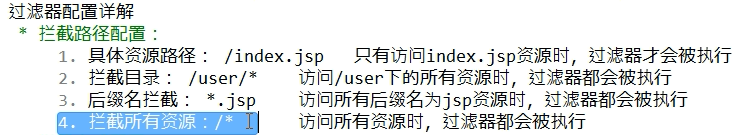 过滤器配置详解
* 拦截路径配置：
1. 具体资源路径： /index.jsp   只有访问index.jsp资源时，过滤器才会被执行
2. 拦截目录： /user/*   访问/user下的所有资源时，过滤器都会被执行
3. 后缀名拦截： *.jsp   访问所有后缀名为jsp资源时，过滤器都会被执行
4. 拦截所有资源：/*   访问所有资源时，过滤器都会被执行